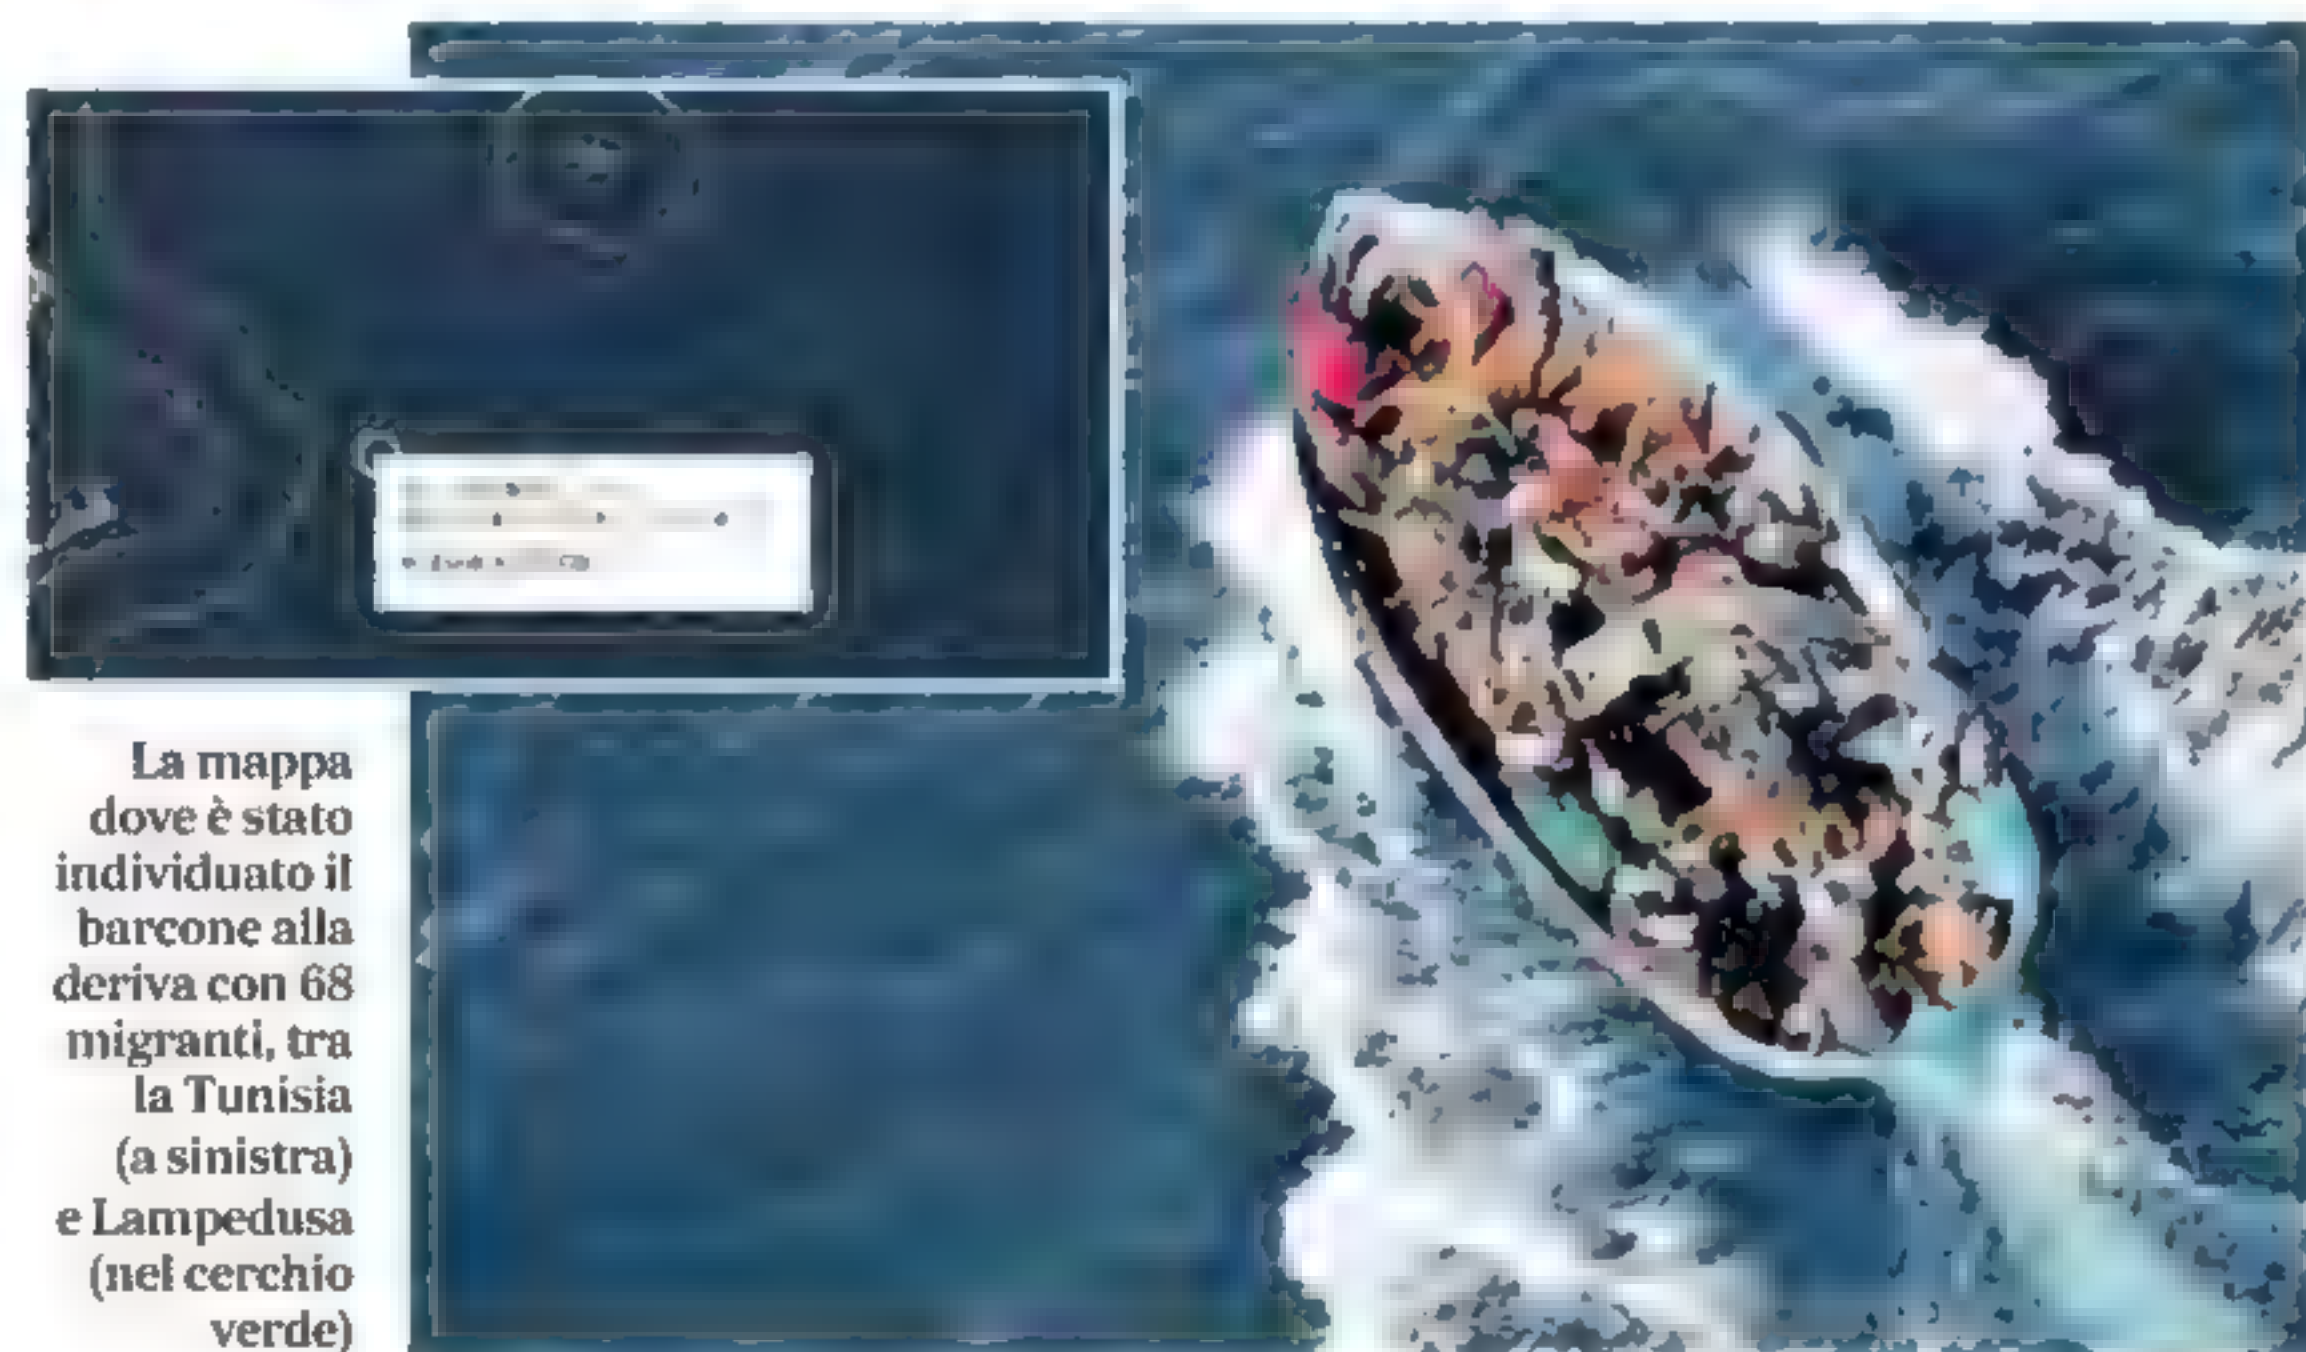 La mappa
dove è stato
individuato il
barcone alla
deriva con 68
migranti, tra
la Tunisia
(a sinistra)
e Lampedusa
(nel cerchio
verde)